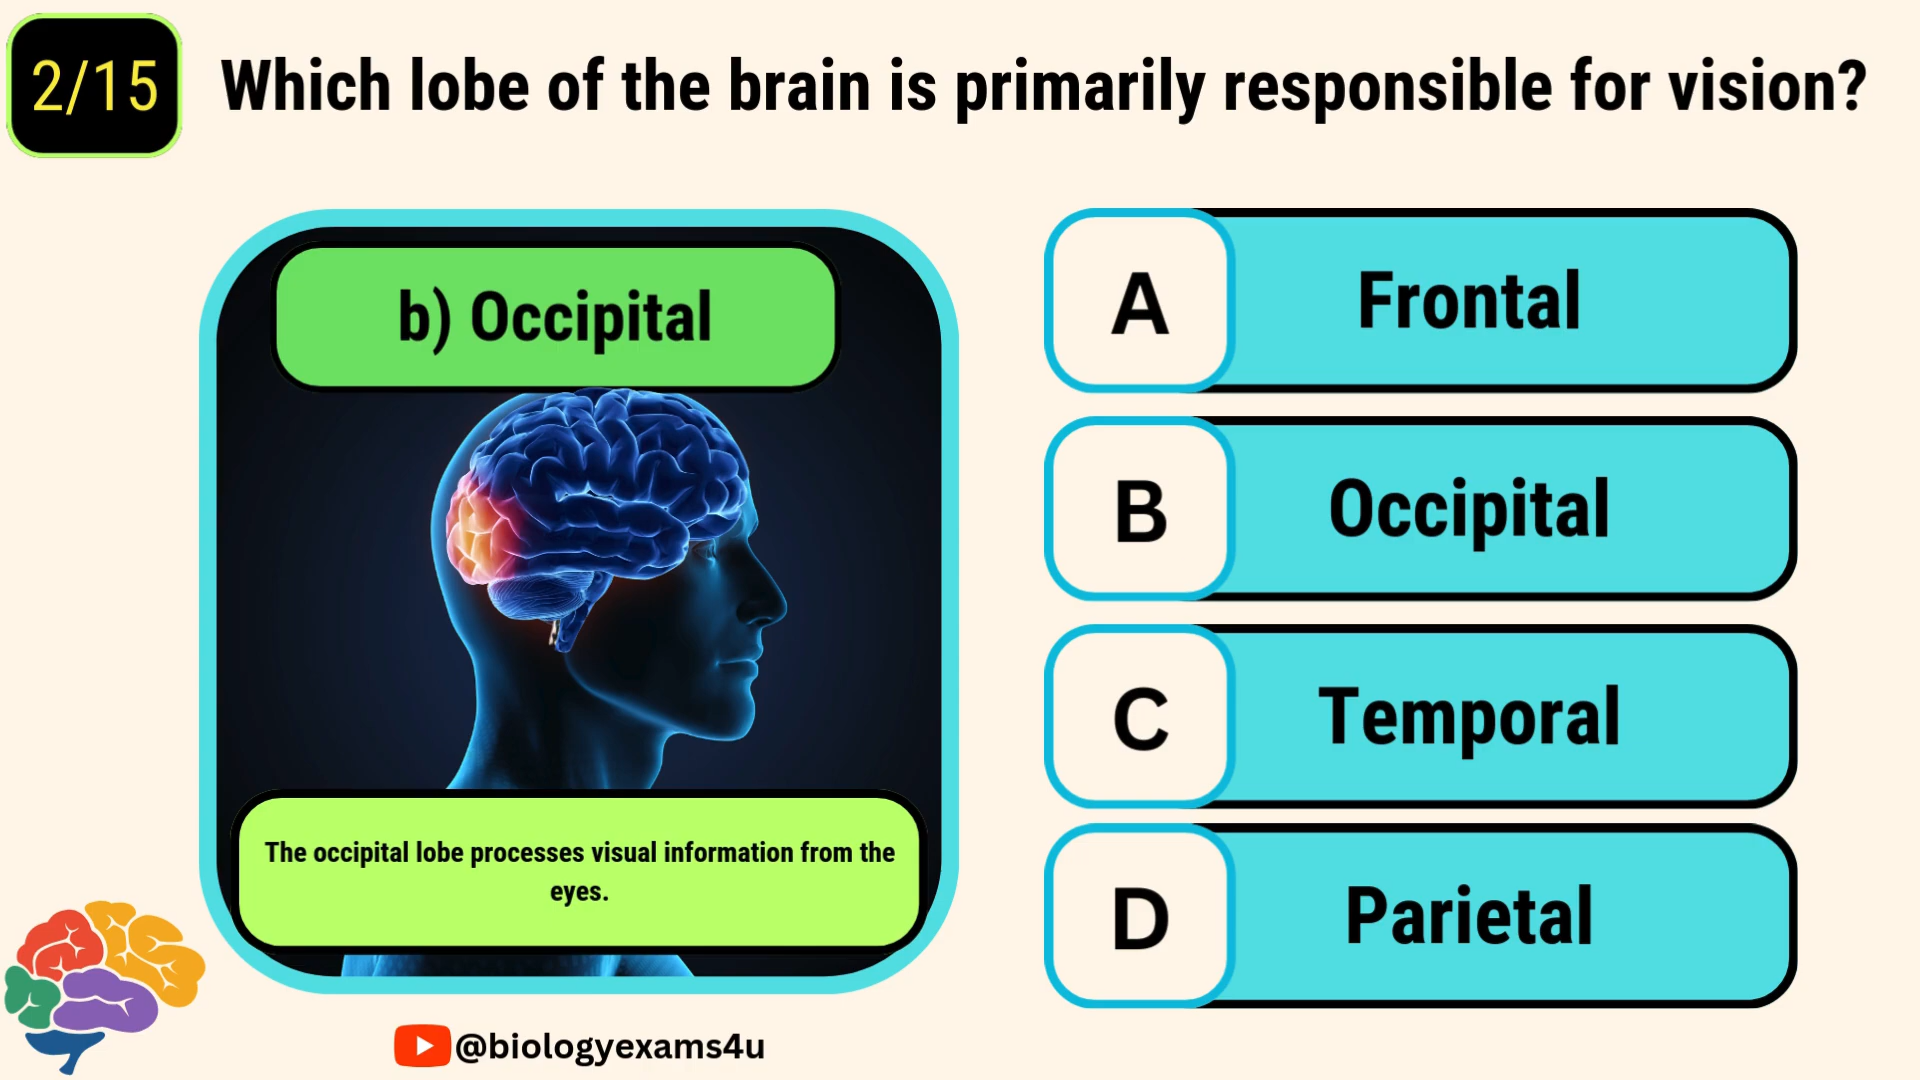 2/15
Which lobe of the brain is primarily responsible for vision?
b) Occipital
The occipital lobe processes visual information from the
eyes.
A Frontal
B Occipital
C Temporal
D Parietal
@biologyexams4u